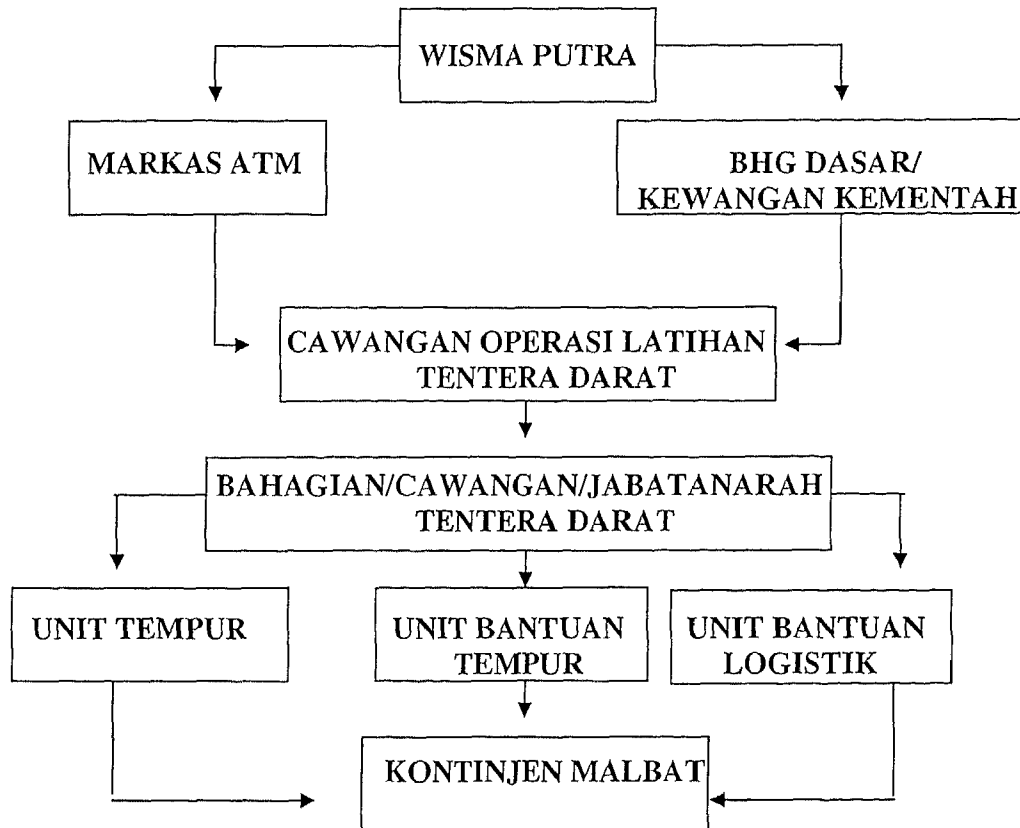 WISMA PUTRA
MARKAS ATM
BHG DASAR/
KEWANGAN KEMENTAH
CAWANGAN OPERASI LATIHAN
TENTERA DARAT
BAHAGIAN/CAWANGAN/JABATANARAH
TENTERA DARAT
UNIT TEMPUR
UNIT BANTUAN
TEMPUR
UNIT BANTUAN
LOGISTIK
KONTINJEN MALBAT